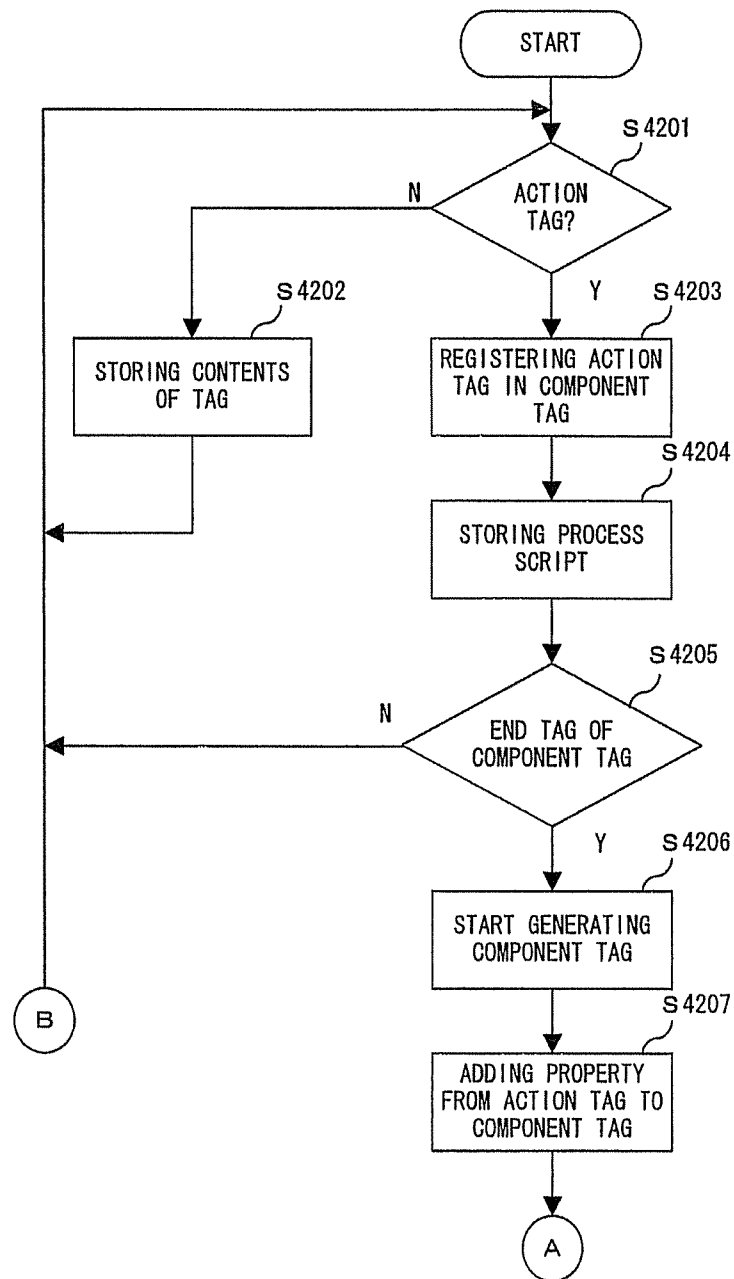 START
S4201
ACTION
TAG?
N
Y
S4202
STORING CONTENTS
OF TAG
S4203
REGISTERING ACTION
TAG IN COMPONENT
TAG
S4204
STORING PROCESS
SCRIPT
S4205
END TAG OF
COMPONENT TAG
N
Y
S4206
START GENERATING
COMPONENT TAG
B
S4207
ADDING PROPERTY
FROM ACTION TAG TO
COMPONENT TAG
A